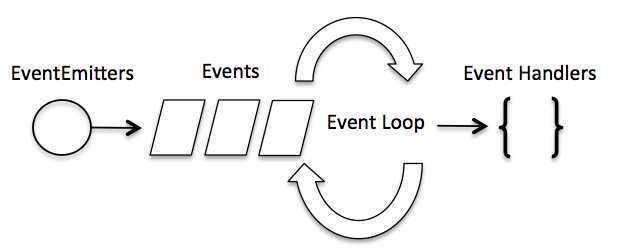 EventEmitters
Events
Event Loop
Event Handlers
{ }